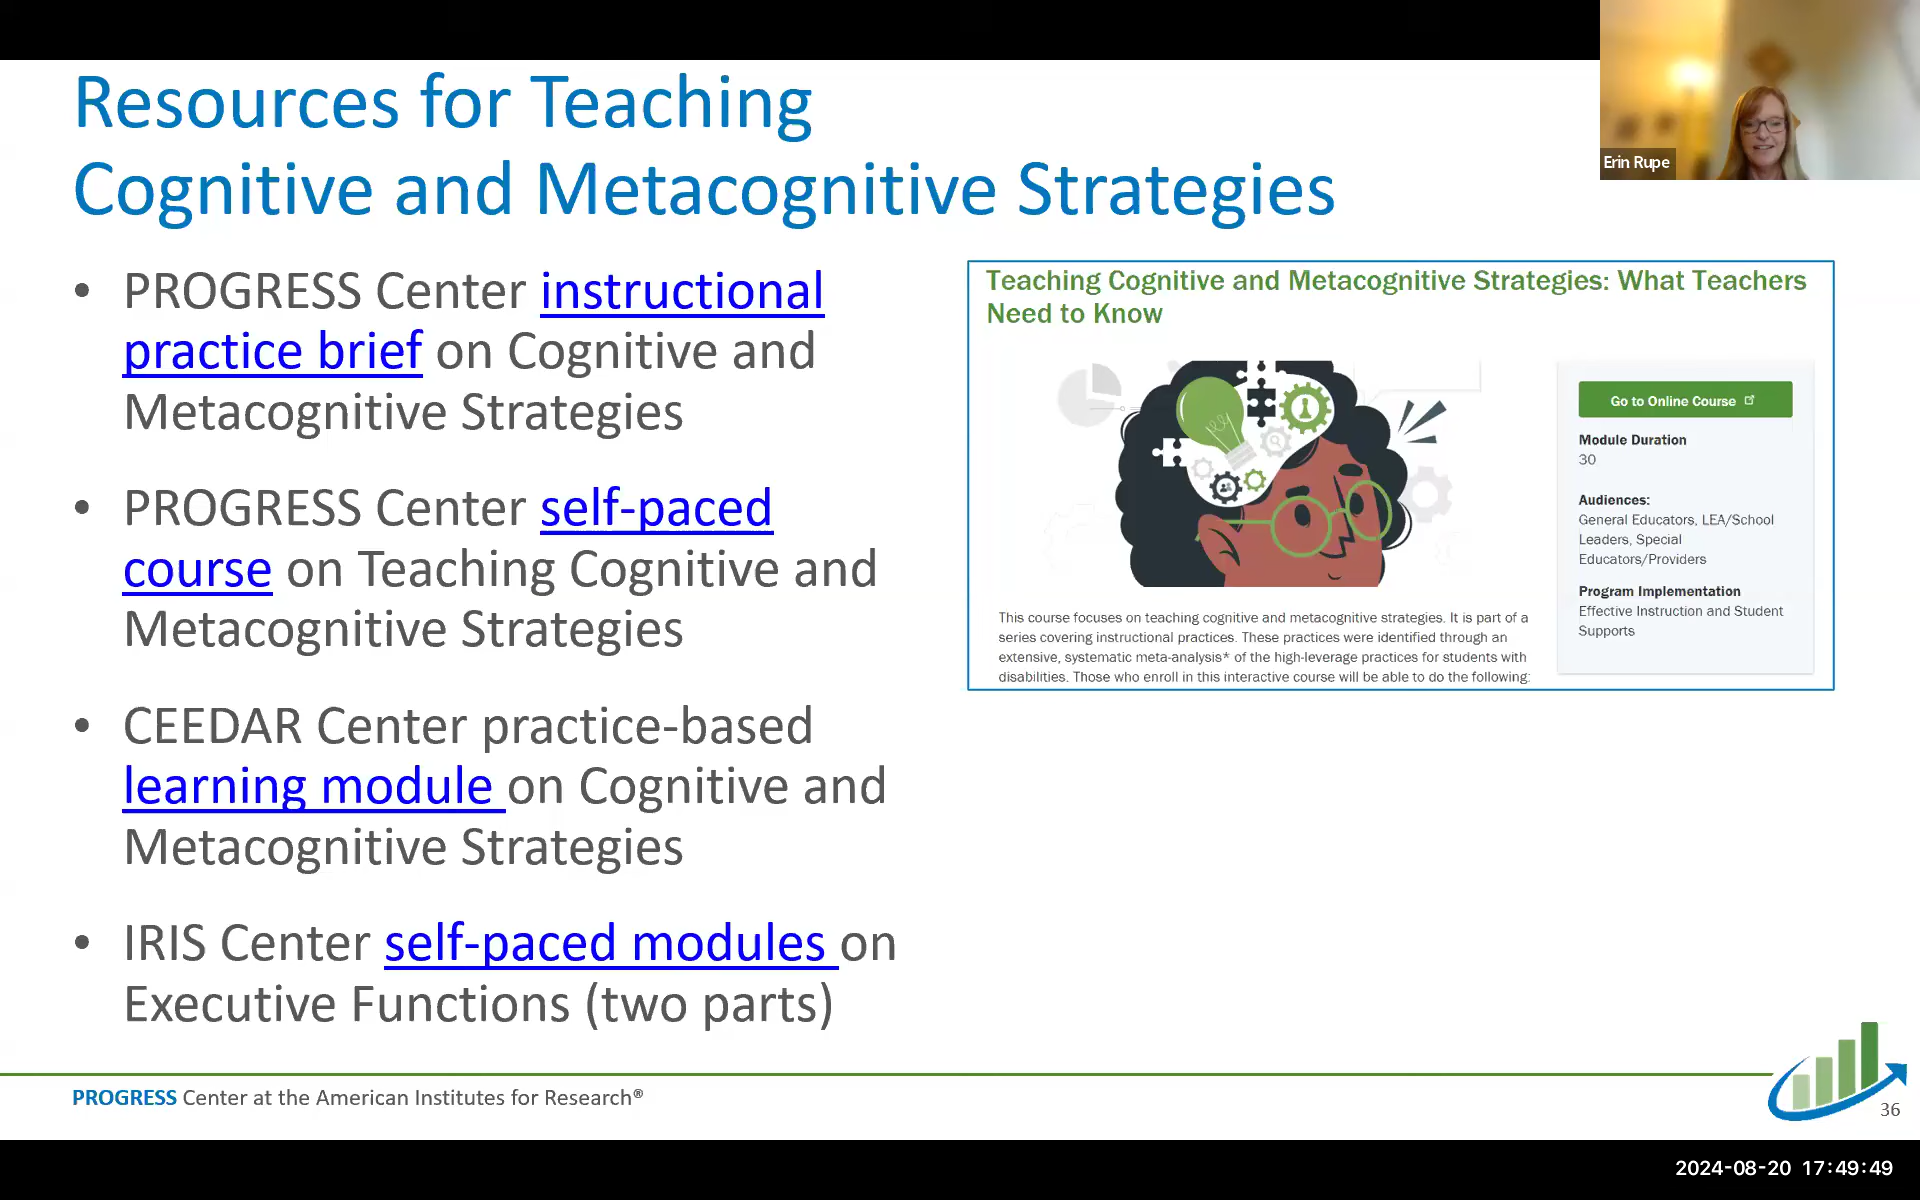 Resources for Teaching
Cognitive and Metacognitive Strategies
Erin Rupe
• PROGRESS Center instructional
practice brief on Cognitive and
Metacognitive Strategies
• PROGRESS Center self-paced
course on Teaching Cognitive and
Metacognitive Strategies
• CEEDAR Center practice-based
learning module on Cognitive and
Metacognitive Strategies
• IRIS Center self-paced modules on
Executive Functions (two parts)
Teaching Cognitive and Metacognitive Strategies: What Teachers
Need to Know
Go to Online Course
Module Duration
30
Audiences:
General Educators, LEA/School
Leaders, Special
Educators/Providers
Program Implementation
Effective Instruction and Student
Supports
This course focuses on teaching cognitive and metacognitive strategies. It is part of a
series covering instructional practices. These practices were identified through an
extensive, systematic meta-analysis* of the high-leverage practices for students with
disabilities. Those who enroll in this interactive course will be able to do the following:
PROGRESS Center at the American Institutes for Research®
36
2024-08-20 17:49:49